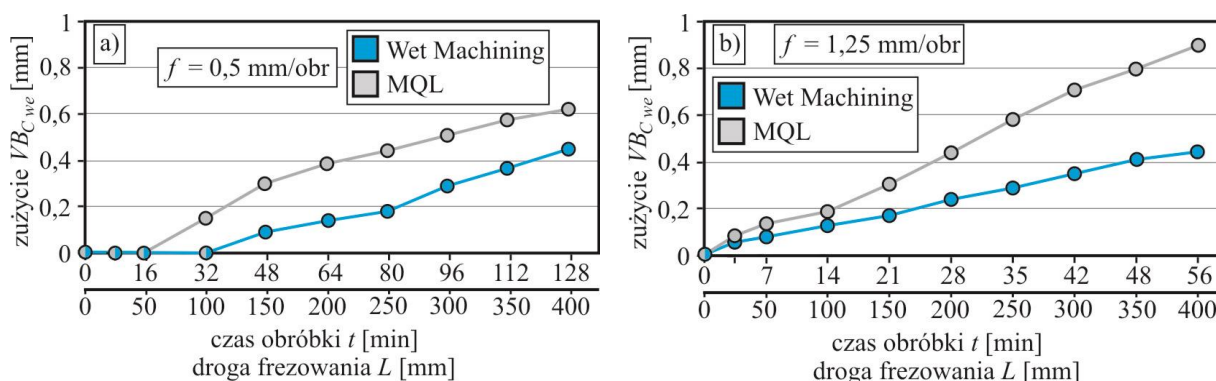 a)
f = 0,5 mm/obr
Wet Machining
MQL
zużycie VB_C we [mm]
1
0,8
0,6
0,4
0,2
0
0 16 32 48 64 80 96 112 128
0 50 100 150 200 250 300 350 400
czas obróbki t [min]
droga frezowania L [mm]
b)
f = 1,25 mm/obr
Wet Machining
MQL
zużycie VB_C we [mm]
1
0,8
0,6
0,4
0,2
0
0 7 14 21 28 35 42 48 56
0 50 100 150 200 250 300 350 400
czas obróbki t [min]
droga frezowania L [mm]